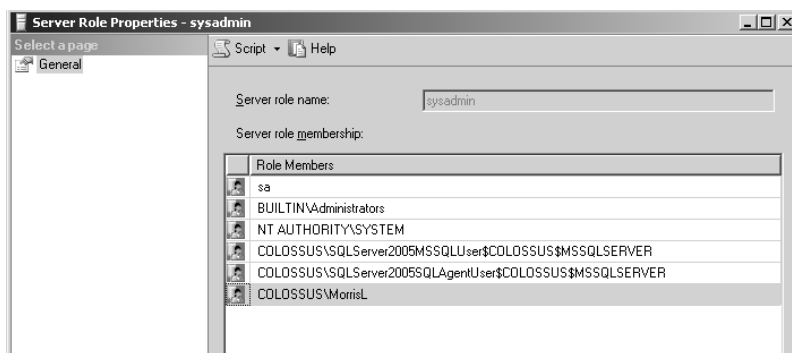 Server Role Properties - sysadmin
Select a page
General
Script Help
Server role name: sysadmin
Server role membership:
Role Members
sa
BUILTIN\Administrators
NT AUTHORITY\SYSTEM
COLOSSUS\SQLServer2005MSSQLUser$COLOSSUS$MSSQLSERVER
COLOSSUS\SQLServer2005SQLAgentUser$COLOSSUS$MSSQLSERVER
COLOSSUS\MorrisL